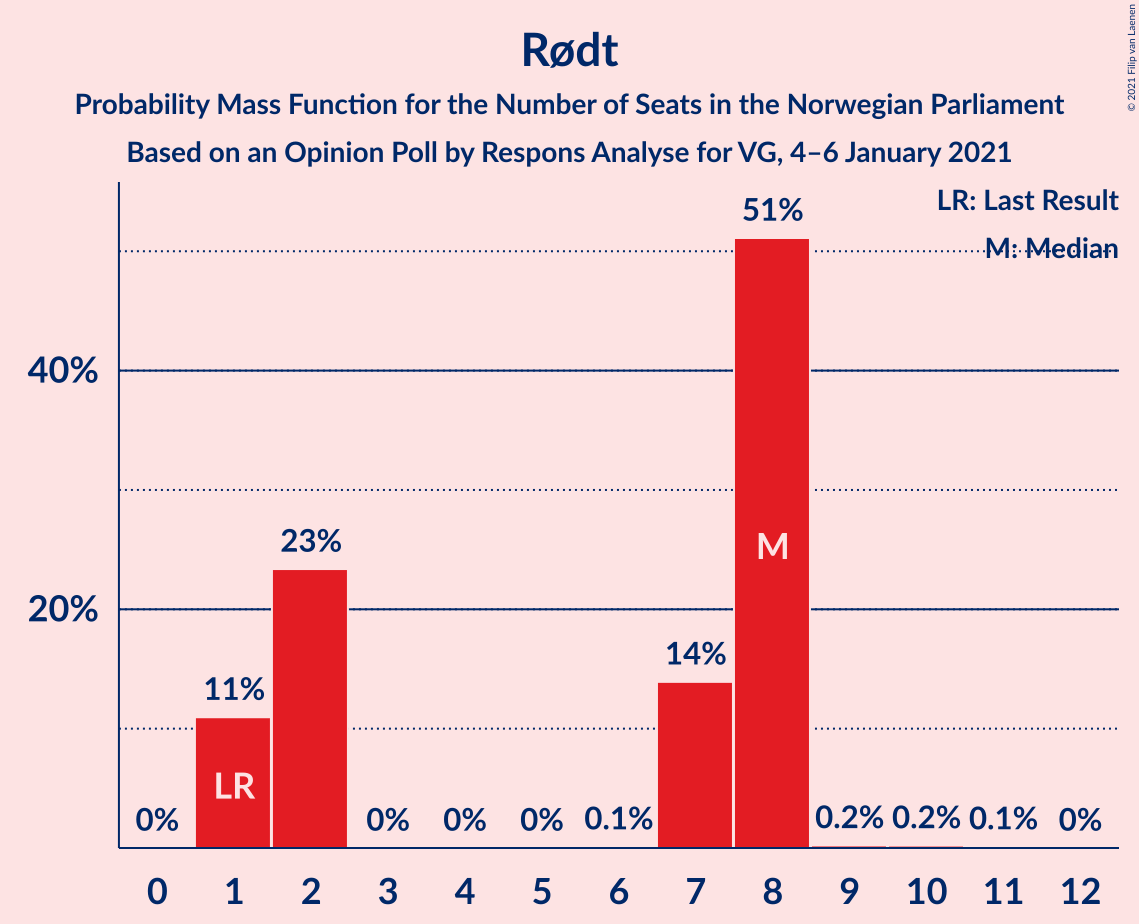 Rødt
Probability Mass Function for the Number of Seats in the Norwegian Parliament
Based on an Opinion Poll by Respons Analyse for VG, 4–6 January 2021
© 2021 Filip van Laenen
LR: Last Result
M: Median
40%
20%
0%
11%
LR
23%
0%
0%
0%
0.1%
14%
51%
M
0.2%
0.2%
0.1%
0%
0 1 2 3 4 5 6 7 8 9 10 11 12